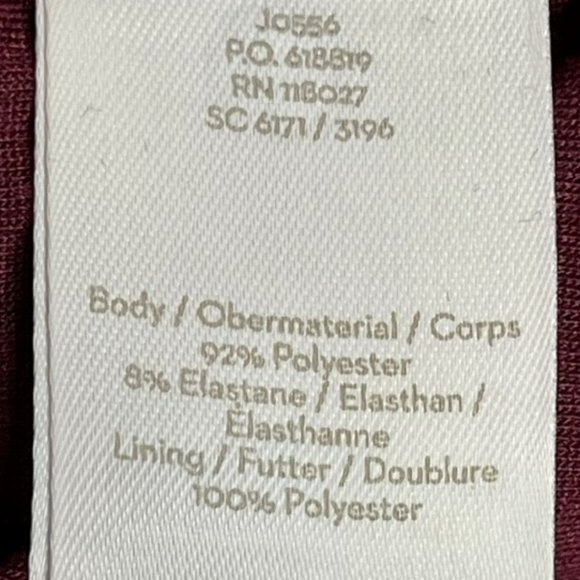 J0556
P.O. 618819
RN 118027
SC 6171 / 3196
Body / Obermaterial / Corps
92% Polyester
8% Elastane / Elasthan /
Élasthanne
Lining / Futter / Doublure
100% Polyester